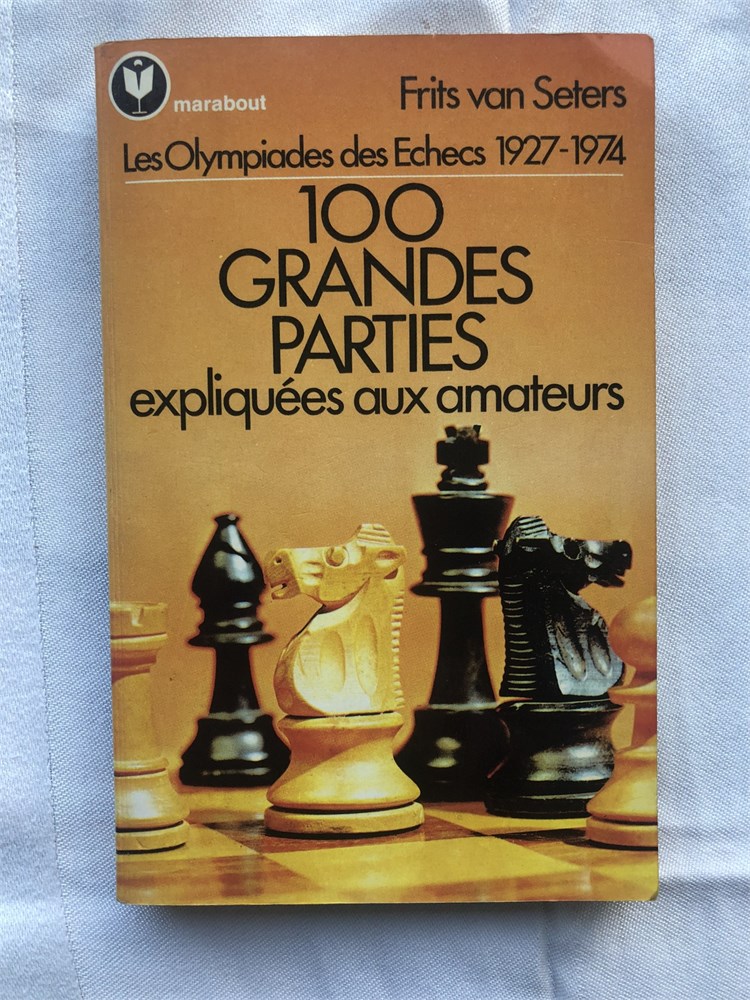 marabout
Frits van Seters
Les Olympiades des Echecs 1927-1974
100
GRANDES
PARTIES
expliquées aux amateurs